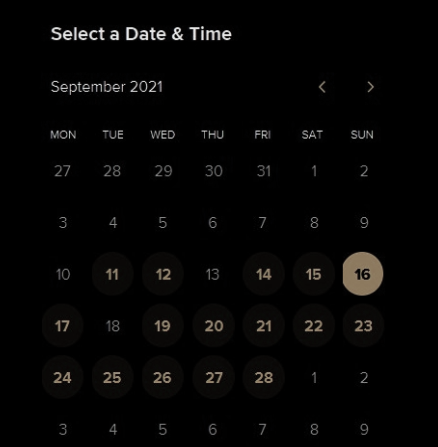 Select a Date & Time
September 2021
MON TUE WED THU FRI SAT SUN
27 28 29 30 31 1 2
3 4 5 6 7 8 9
10 11 12 13 14 15 16
17 18 19 20 21 22 23
24 25 26 27 28 1 2
3 4 5 6 7 8 9